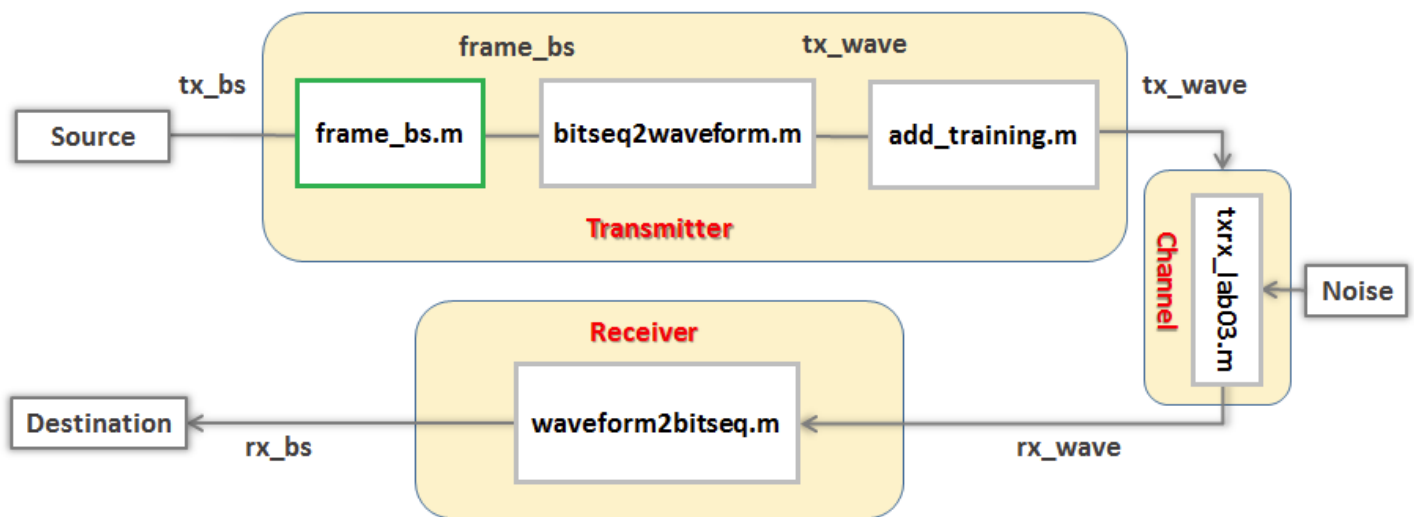 frame_bs
tx_wave
tx_bs
tx_wave
Source
frame_bs.m
bitseq2waveform.m
add_training.m
Transmitter
Channel
txrx_lab03.m
Noise
Receiver
Destination
waveform2bitseq.m
rx_bs
rx_wave